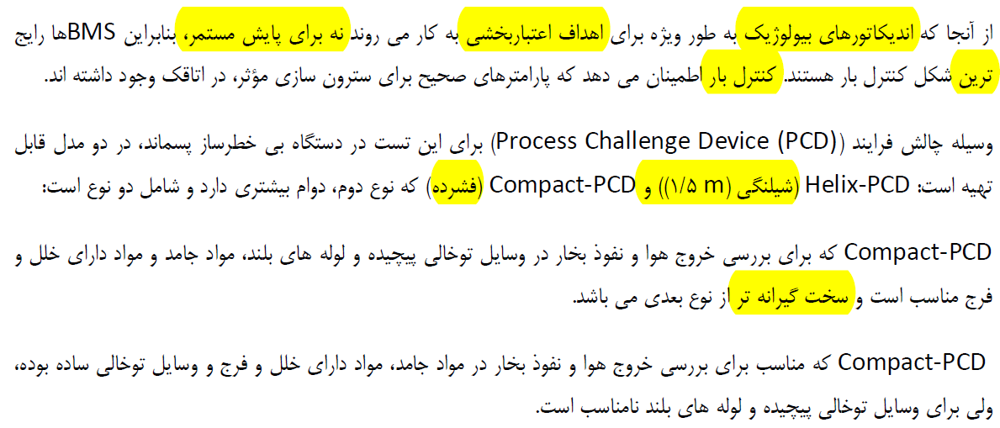 از آنجا که اندیکاتورهای بیولوژیک به طور ویژه برای اهداف اعتباربخشی به کار می روند نه برای پایش مستمر، بنابراین BMSها رایج
ترین شکل کنترل بار هستند. کنترل بار اطمینان می دهد که پارامترهای صحیح برای سترون سازی مؤثر، در اتاقک وجود داشته اند.
وسیله چالش فرایند (Process Challenge Device (PCD)) برای این تست در دستگاه بی خطرساز پسماند، در دو مدل قابل
تهیه است: Helix-PCD (شیلنگی (۱/۵ m)) و Compact-PCD (فشرده) که نوع دوم، دوام بیشتری دارد و شامل دو نوع است:
Compact-PCD که برای بررسی خروج هوا و نفوذ بخار در وسایل توخالی پیچیده و لوله های بلند، مواد جامد و مواد دارای خلل و
فرج مناسب است و سخت گیرانه تر از نوع بعدی می باشد.
Compact-PCD که مناسب برای بررسی خروج هوا و نفوذ بخار در مواد جامد، مواد دارای خلل و فرج و وسایل توخالی ساده بوده،
ولی برای وسایل توخالی پیچیده و لوله های بلند نامناسب است.